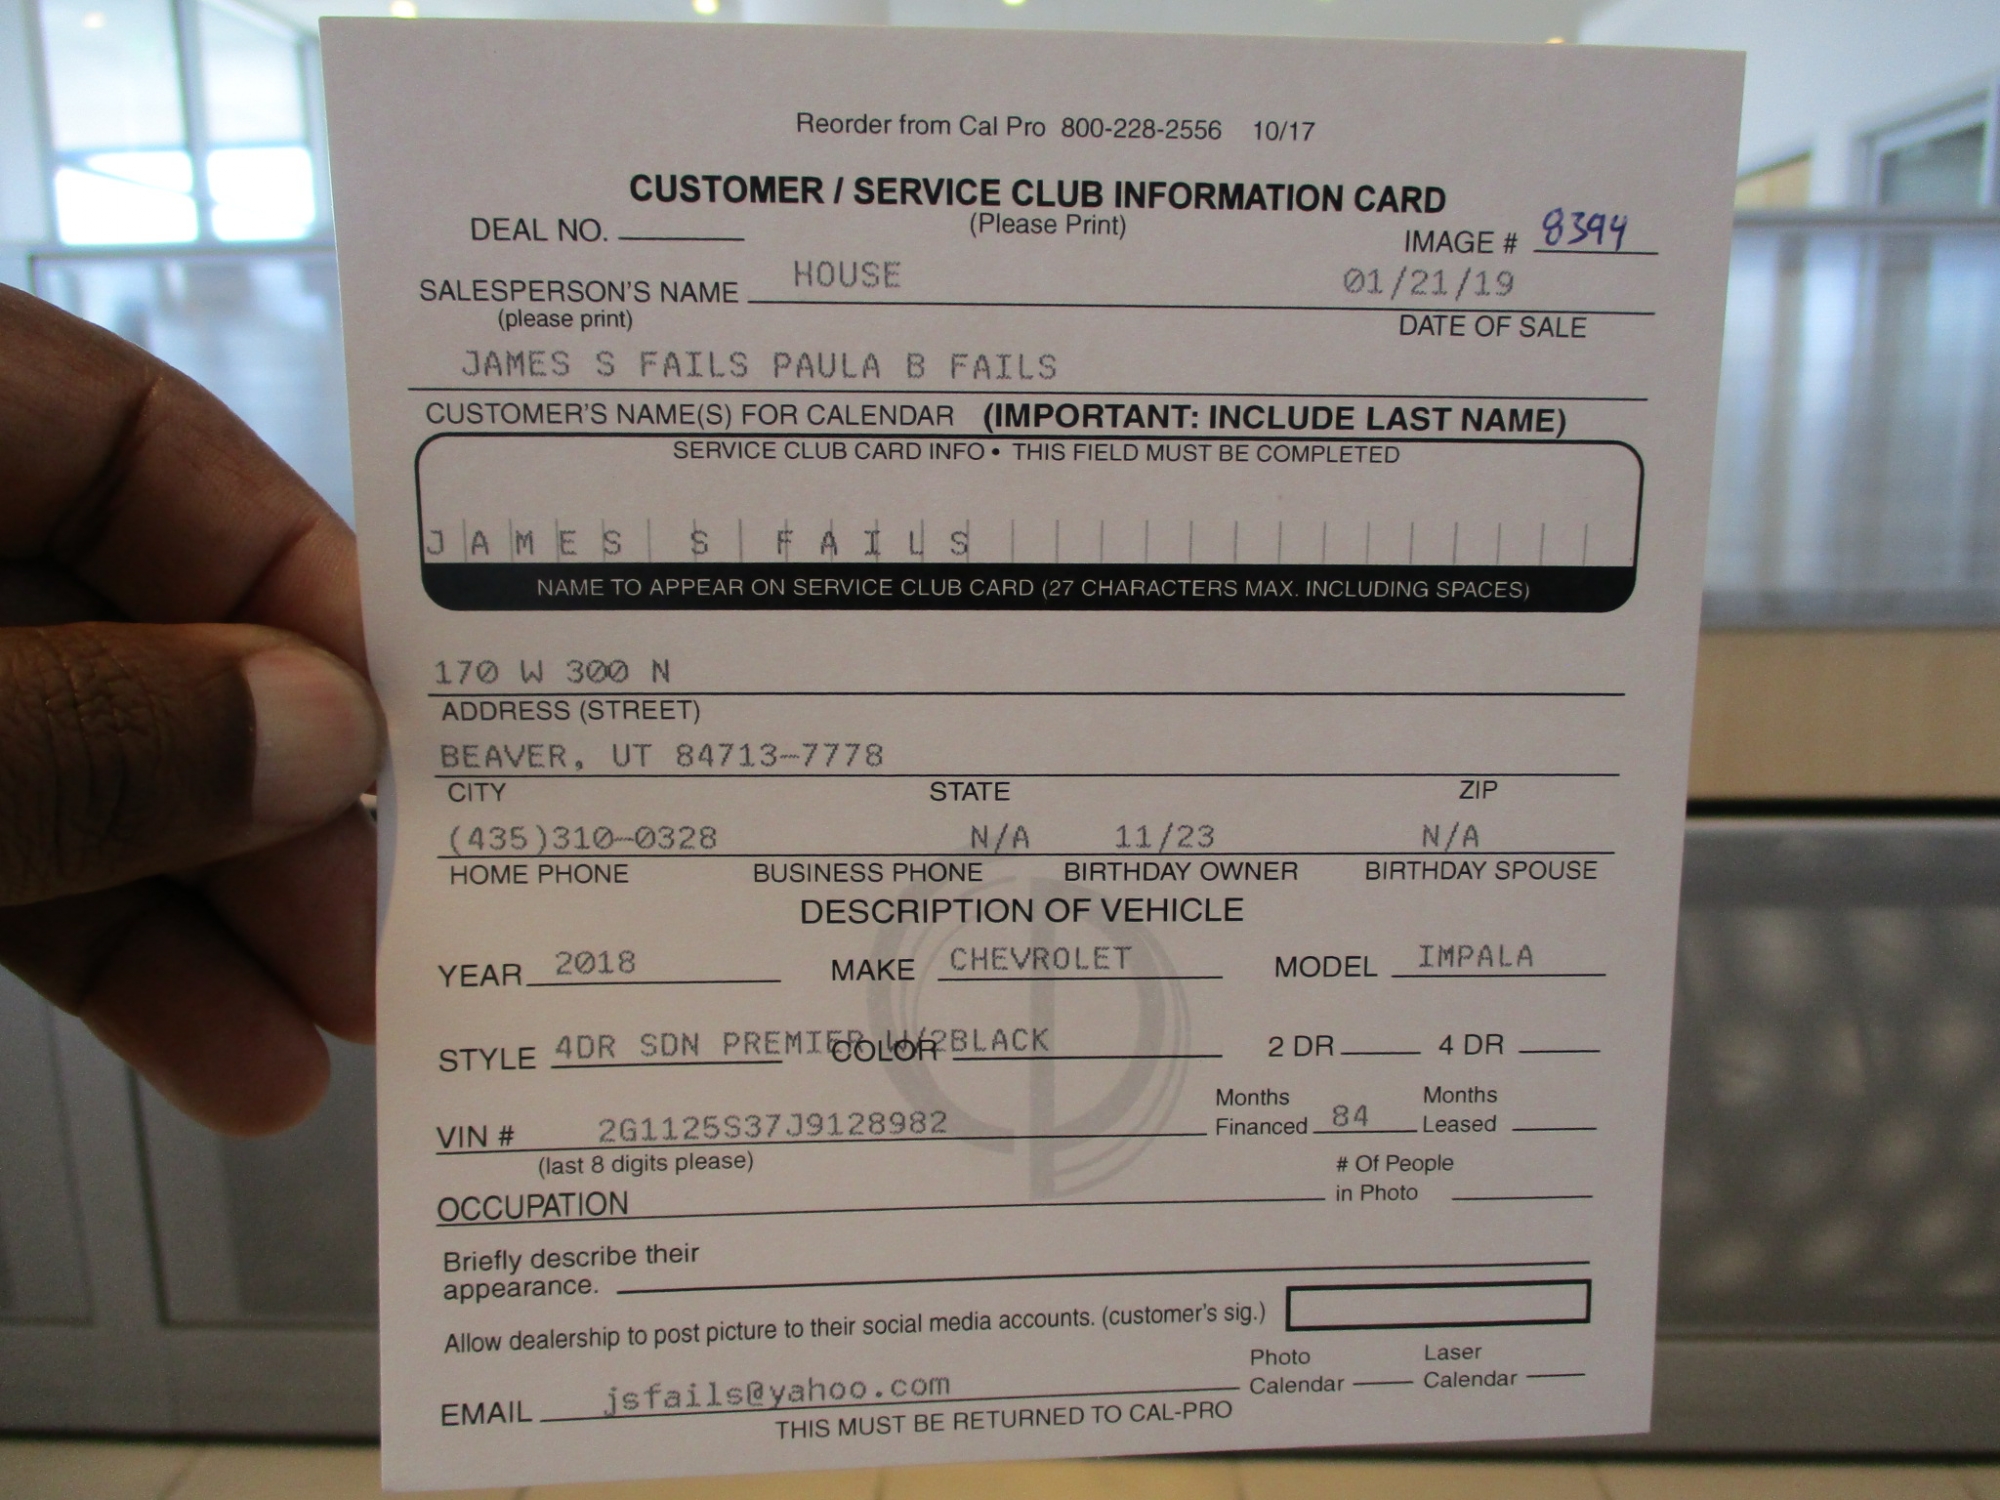 Reorder from Cal Pro 800-228-2556 10/17
CUSTOMER / SERVICE CLUB INFORMATION CARD
(Please Print)
DEAL NO. IMAGE # 8394
SALESPERSON'S NAME HOUSE 01/21/19
(please print) DATE OF SALE
JAMES S FAILS PAULA B FAILS
CUSTOMER'S NAME(S) FOR CALENDAR (IMPORTANT: INCLUDE LAST NAME)
SERVICE CLUB CARD INFO • THIS FIELD MUST BE COMPLETED
JAMES S FAILS
NAME TO APPEAR ON SERVICE CLUB CARD (27 CHARACTERS MAX. INCLUDING SPACES)
170 W 300 N
ADDRESS (STREET)
BEAVER, UT 84713-7778
CITY STATE ZIP
(435)310-0328 N/A 11/23 N/A
HOME PHONE BUSINESS PHONE BIRTHDAY OWNER BIRTHDAY SPOUSE
DESCRIPTION OF VEHICLE
YEAR 2018 MAKE CHEVROLET MODEL IMPALA
STYLE 4DR SDN PREMIER W/2 COLOR BLACK 2 DR 4 DR
VIN # 2G1125S37J9128982 Months Financed 84 Months Leased
(last 8 digits please) # Of People
OCCUPATION in Photo
Briefly describe their
appearance.
Allow dealership to post picture to their social media accounts. (customer's sig.)
EMAIL jsfails@yahoo.com Photo Calendar Laser Calendar
THIS MUST BE RETURNED TO CAL-PRO